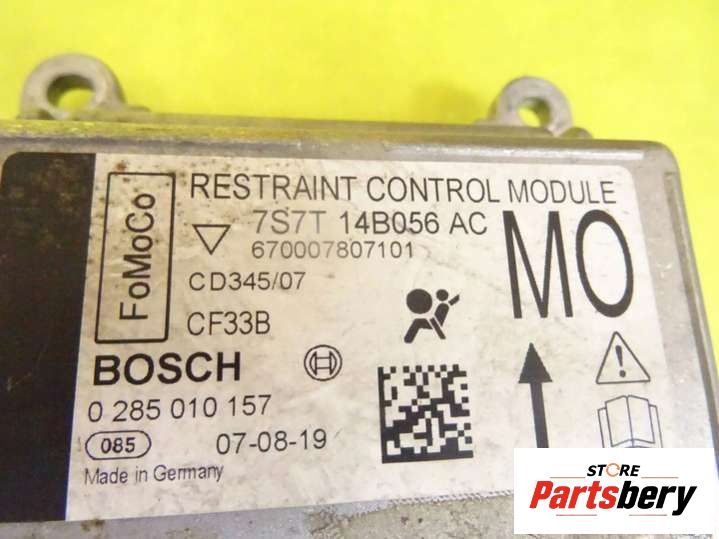 FoMoCo
RESTRAINT CONTROL MODULE
7S7T 14B056 AC
670007807101
MO
CD345/07
CF33B
BOSCH
0 285 010 157
085
07-08-19
Made in Germany
STORE
Partsbery